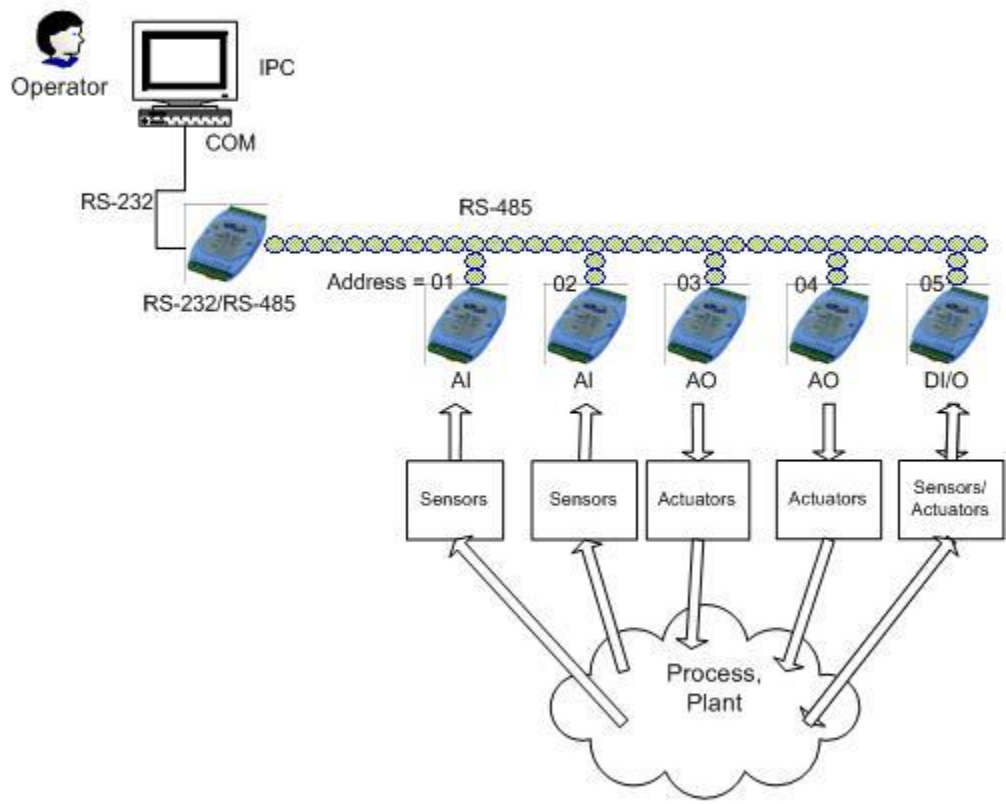 Operator
IPC
COM
RS-232
RS-485
RS-232/RS-485
Address = 01
02
03
04
05
AI
AI
AO
AO
DI/O
Sensors
Sensors
Actuators
Actuators
Sensors/
Actuators
Process,
Plant